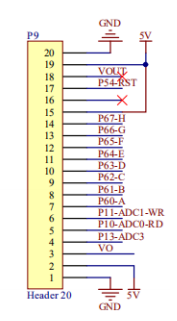 GND
P9
5V
20
19
18 VOUT
17 P54-RST
16
15
14 P67-H
13 P66-G
12 P65-F
11 P64-E
10 P63-D
9 P62-C
8 P61-B
7 P60-A
6 P11-ADC1-WR
5 P10-ADC0-RD
4 P13-ADC3
3 VO
2
1
Header 20
5V
GND